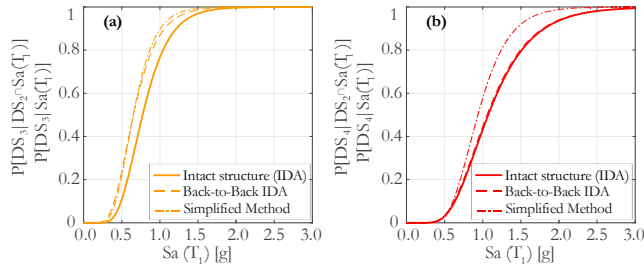 (a)
P[DS3|DS2∩Sa(T1)]
P[DS3|Sa(T1)]
1
0.8
0.6
0.4
0.2
0
Intact structure (IDA)
Back-to-Back IDA
Simplified Method
0.0 0.5 1.0 1.5 2.0 2.5 3.0
Sa (T1) [g]
(b)
P[DS4|DS2∩Sa(T1)]
P[DS4|Sa(T1)]
1
0.8
0.6
0.4
0.2
0
Intact structure (IDA)
Back-to-Back IDA
Simplified Method
0.0 0.5 1.0 1.5 2.0 2.5 3.0
Sa (T1) [g]